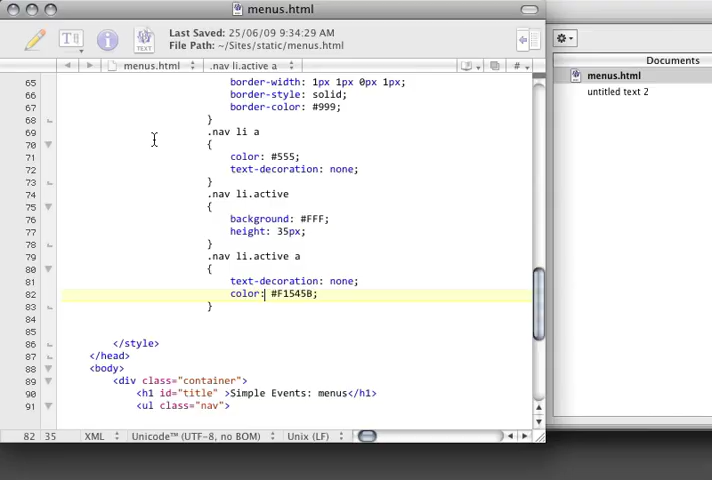 menus.html
Last Saved: 25/06/09 9:34:29 AM
File Path: ~/Sites/static/menus.html
TEXT
menus.html
.nav li.active a
#
65 border-width: 1px 1px 0px 1px;
66 border-style: solid;
67 border-color: #999;
68 }
69 .nav li a
70 {
71 color: #555;
72 text-decoration: none;
73 }
74 .nav li.active
75 {
76 background: #FFF;
77 height: 35px;
78 }
79 .nav li.active a
80 {
81 text-decoration: none;
82 color: #F1545B;
83 }
84
85
86 </style>
87 </head>
88 <body>
89 <div class="container">
90 <h1 id="title" >Simple Events: menus</h1>
91 <ul class="nav">
82 35 XML Unicode™ (UTF-8, no BOM) Unix (LF)
Documents
menus.html
untitled text 2